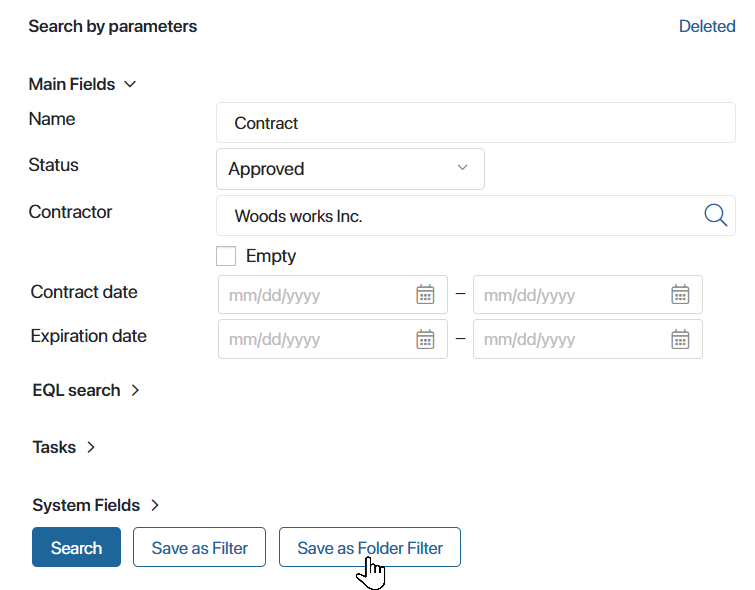 Search by parameters Deleted
Main Fields
Name Contract
Status Approved
Contractor Woods works Inc.
Empty
Contract date mm/dd/yyyy – mm/dd/yyyy
Expiration date mm/dd/yyyy – mm/dd/yyyy
EQL search
Tasks
System Fields
Search Save as Filter Save as Folder Filter